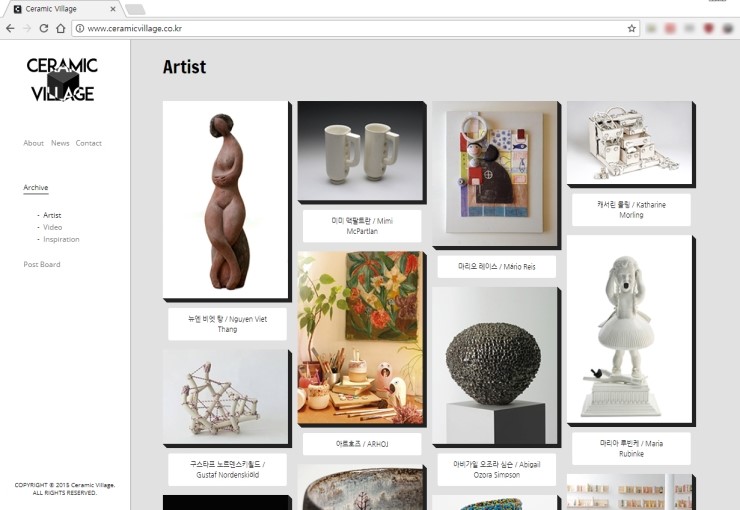 Ceramic Village
www.ceramicvillage.co.kr
CERAMIC
VILLAGE
About News Contact
Archive
- Artist
- Video
- Inspiration
Post Board
COPYRIGHT © 2015 Ceramic Village.
ALL RIGHTS RESERVED.
Artist
뉴엔 비엣 탕 / Nguyen Viet
Thang
구스타프 노르덴스키욀드 /
Gustaf Nordenskiöld
미미 맥팔트란 / Mimi
McPartlan
아르호즈 / ARHOJ
마리오 레이스 / Mário Reis
아비가일 오조라 심슨 / Abigail
Ozora Simpson
캐서린 몰링 / Katharine
Morling
마리아 루빈케 / Maria
Rubinke